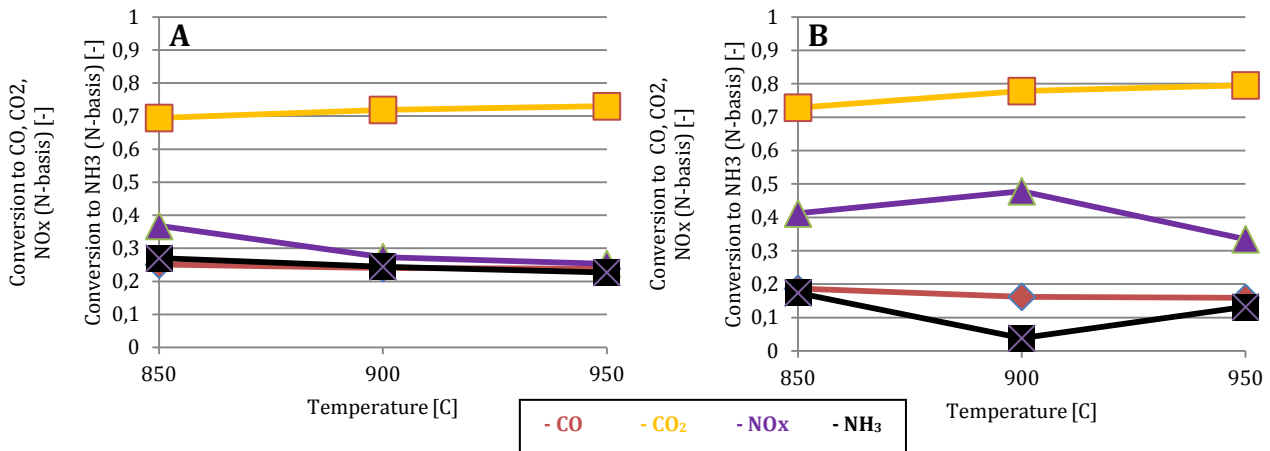 Conversion to CO, CO2,
NOx (N-basis) [-]
Conversion to NH3 (N-basis) [-]
1
0,9
0,8
0,7
0,6
0,5
0,4
0,3
0,2
0,1
0
A
850
900
950
Temperature [C]
Conversion to CO, CO2,
NOx (N-basis) [-]
Conversion to NH3 (N-basis) [-]
1
0,9
0,8
0,7
0,6
0,5
0,4
0,3
0,2
0,1
0
B
850
900
950
Temperature [C]
- CO - CO₂ - NOx - NH₃